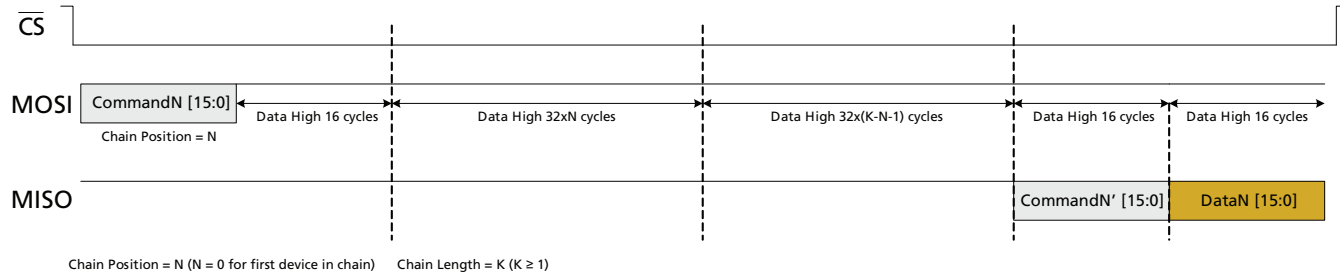 CS
MOSI
CommandN [15:0]
Data High 16 cycles
Data High 32xN cycles
Data High 32x(K-N-1) cycles
Data High 16 cycles
Data High 16 cycles
Chain Position = N
MISO
CommandN’ [15:0]
DataN [15:0]
Chain Position = N (N = 0 for first device in chain) Chain Length = K (K ≥ 1)